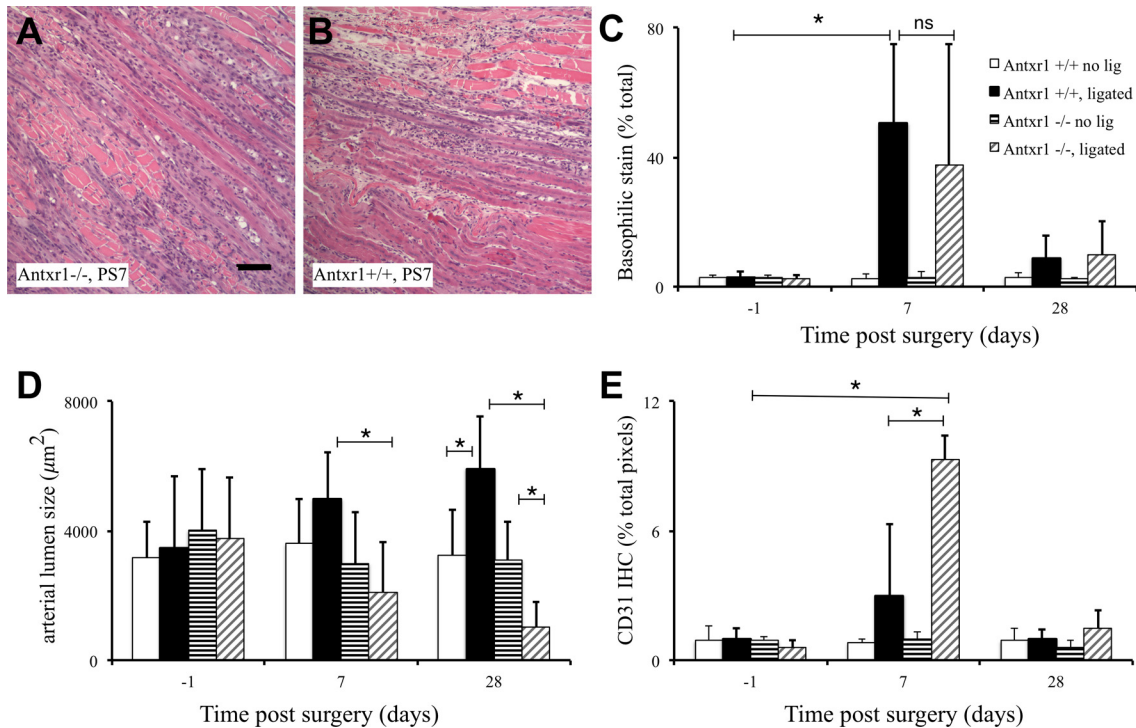 A
Antxr1-/-, PS7
B
Antxr1+/+, PS7
C
Basophilic stain (% total)
80
40
0
*
ns
Antxr1 +/+ no lig
Antxr1 +/+, ligated
Antxr1 -/- no lig
Antxr1 -/-, ligated
-1
7
28
Time post surgery (days)
D
arterial lumen size (μm²)
8000
4000
0
*
*
*
*
-1
7
28
Time post surgery (days)
E
CD31 IHC (% total pixels)
12
6
0
*
*
-1
7
28
Time post surgery (days)